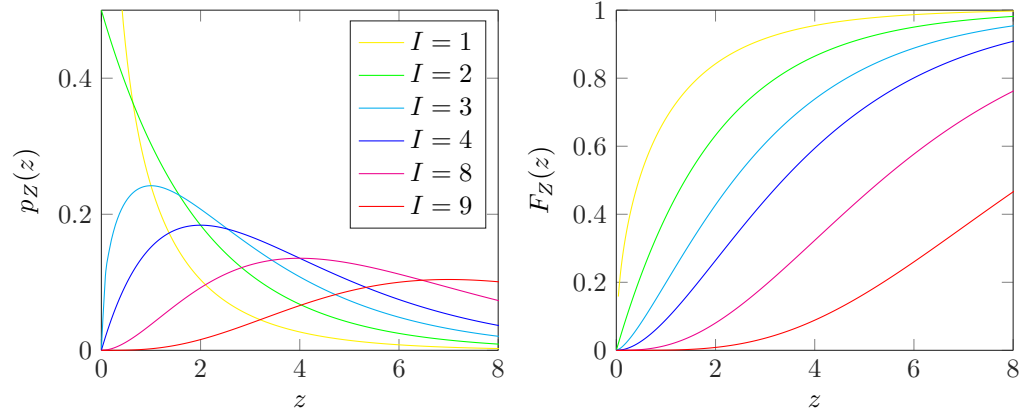 0.4
0.2
0
0 2 4 6 8
z
p_Z(z)
I = 1
I = 2
I = 3
I = 4
I = 8
I = 9
1
0.8
0.6
0.4
0.2
0
0 2 4 6 8
z
F_Z(z)